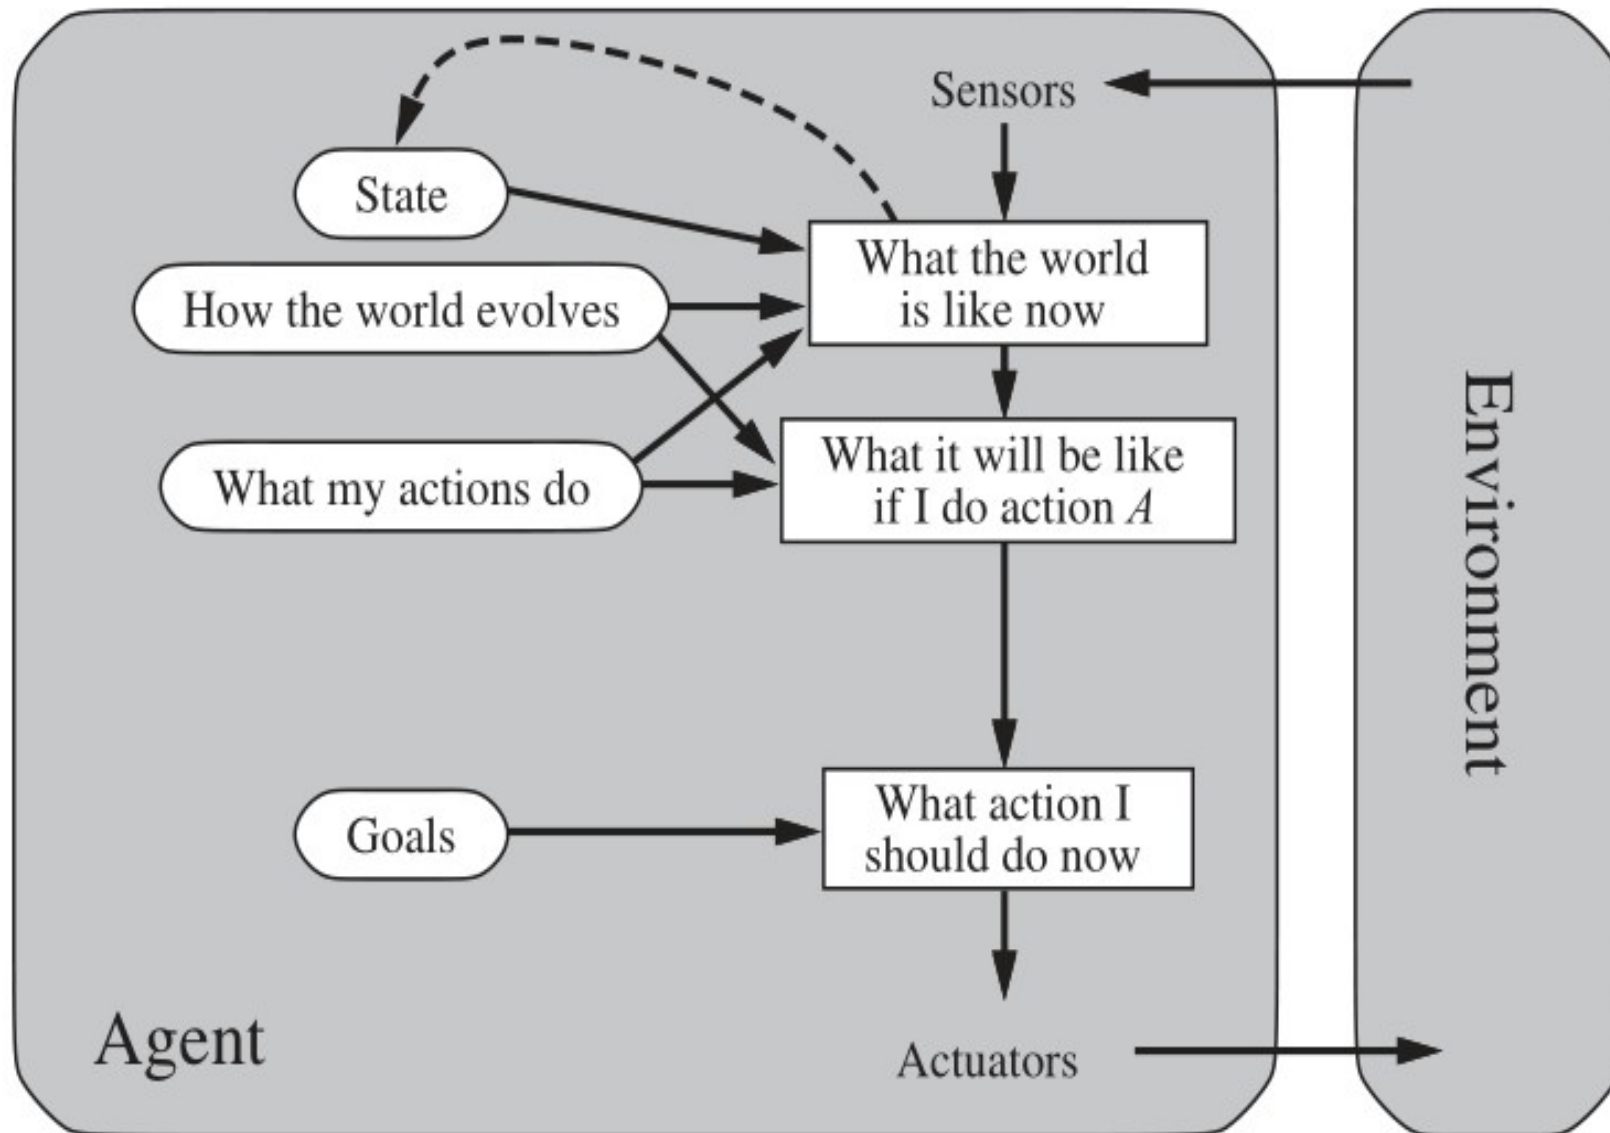 Sensors
State
What the world
is like now
How the world evolves
What it will be like
if I do action A
What my actions do
Environment
What action I
should do now
Goals
Agent
Actuators